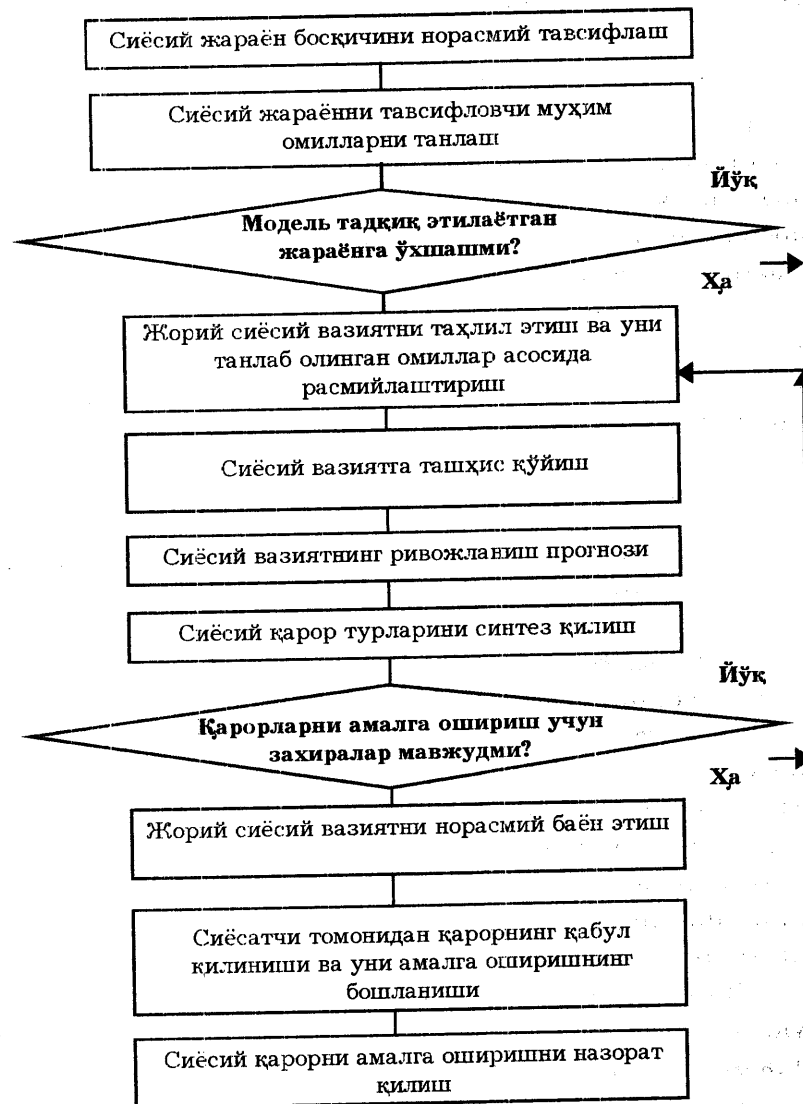 Сиёсий жараён босқичини норасмий тавсифлаш
Сиёсий жараённи тавсифловчи муҳим
омилларни танлаш
Йўқ
Модель тадқиқ этилаётган
жараёнга ўхшашми?
Ҳа
Жорий сиёсий вазиятни таҳлил этиш ва уни
танлаб олинган омиллар асосида
расмийлаштириш
Сиёсий вазиятга ташҳис қўйиш
Сиёсий вазиятнинг ривожланиш прогнози
Сиёсий қарор турларини синтез қилиш
Йўқ
Қарорларни амалга ошириш учун
захиралар мавжудми?
Ҳа
Жорий сиёсий вазиятни норасмий баён этиш
Сиёсатчи томонидан қарорнинг қабул
қилиниши ва уни амалга оширишнинг
бошланиши
Сиёсий қарорни амалга оширишни назорат
қилиш